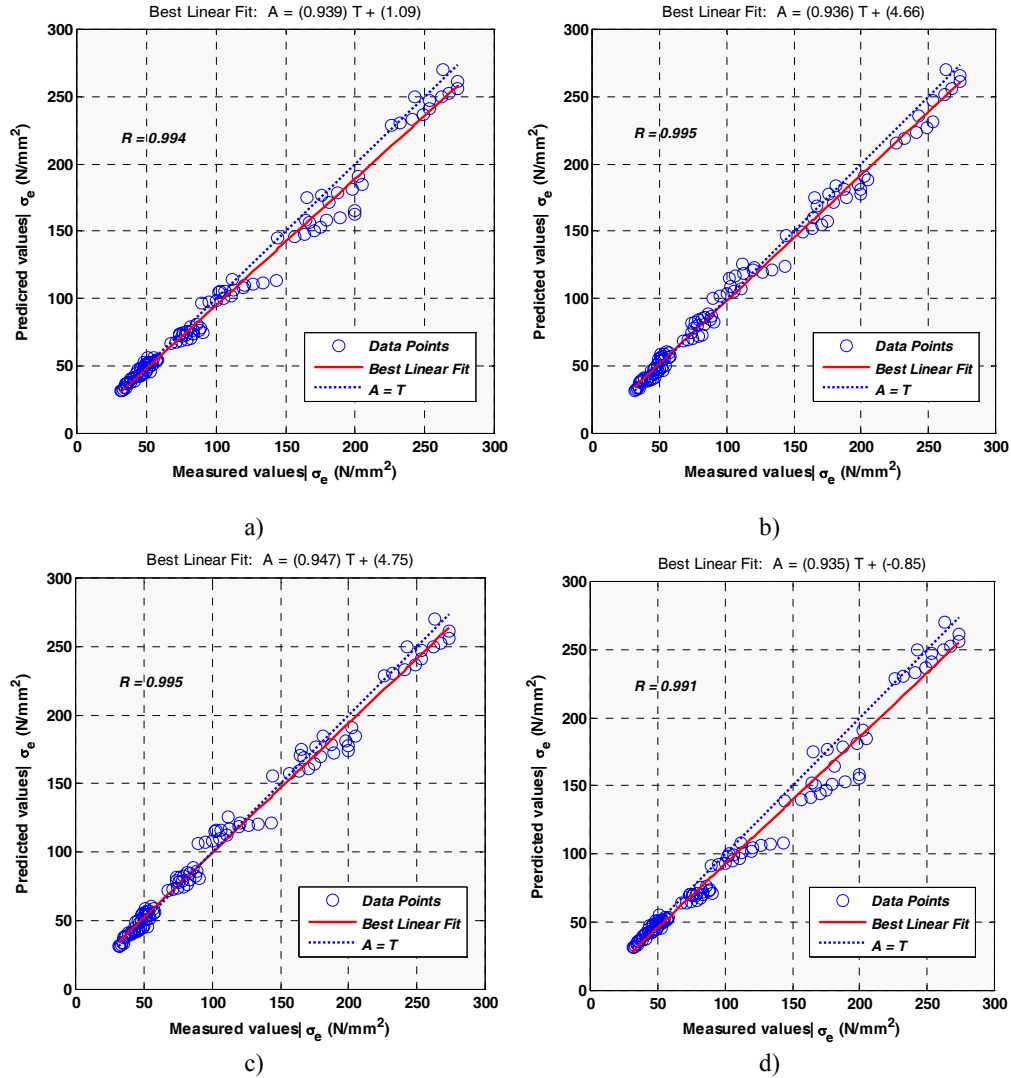 Best Linear Fit: A = (0.939) T + (1.09)
300
250
200
150
100
50
0
Predicred values| σe (N/mm²)
R = 0.994
Data Points
Best Linear Fit
A = T
0 50 100 150 200 250 300
Measured values| σe (N/mm²)
a)
Best Linear Fit: A = (0.936) T + (4.66)
300
250
200
150
100
50
0
Predicted values| σe (N/mm²)
R = 0.995
Data Points
Best Linear Fit
A = T
0 50 100 150 200 250 300
Measured values| σe (N/mm²)
b)
Best Linear Fit: A = (0.947) T + (4.75)
300
250
200
150
100
50
0
Predicted values| σe (N/mm²)
R = 0.995
Data Points
Best Linear Fit
A = T
0 50 100 150 200 250 300
Measured values| σe (N/mm²)
c)
Best Linear Fit: A = (0.935) T + (-0.85)
300
250
200
150
100
50
0
Prerdicted values| σe (N/mm²)
R = 0.991
Data Points
Best Linear Fit
A = T
0 50 100 150 200 250 300
Measured values| σe (N/mm²)
d)